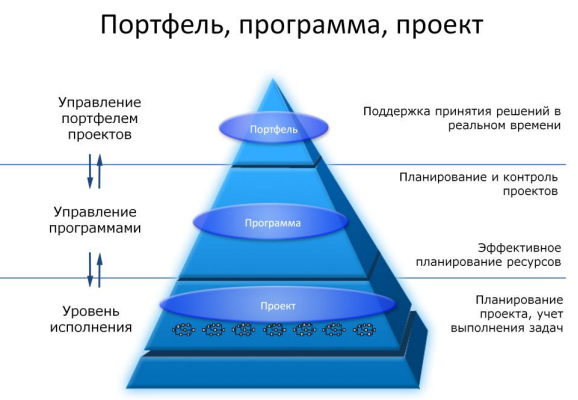 Портфель, программа, проект
Управление
портфелем
проектов
Портфель
Поддержка принятия решений в
реальном времени
Планирование и контроль
проектов
Управление
программами
Программа
Эффективное
планирование ресурсов
Уровень
исполнения
Проект
Планирование
проекта, учет
выполнения задач